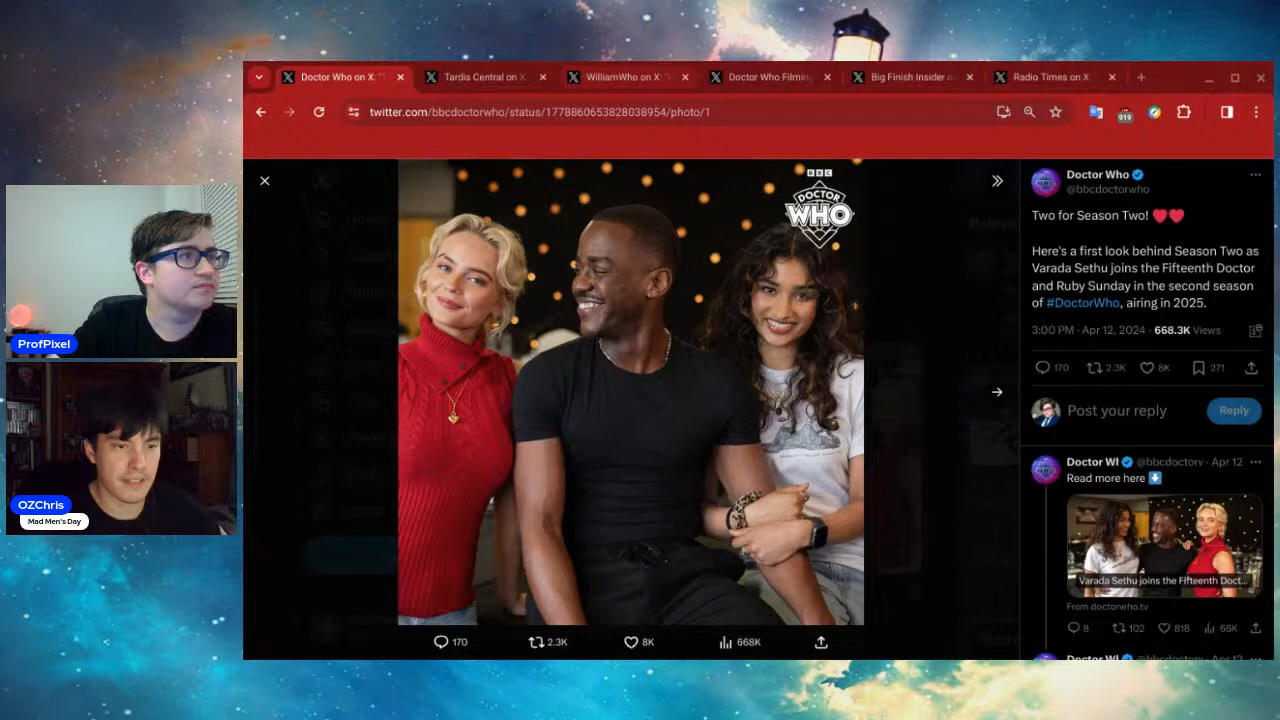 Doctor Who on X: "T
Tardis Central on X
WilliamWho on X: "
Doctor Who Filming
Big Finish Insider o
Radio Times on X
twitter.com/bbcdoctorwho/status/1778860653828038954/photo/1
919
BBC
DOCTOR
WHO
Doctor Who
@bbcdoctorwho
Two for Season Two! ❤️❤️
Here's a first look behind Season Two as
Varada Sethu joins the Fifteenth Doctor
and Ruby Sunday in the second season
of #DoctorWho, airing in 2025.
3:00 PM · Apr 12, 2024 · 668.3K Views
170 2.3K 8K 271
Post your reply
Reply
Doctor Wl @bbcdoctorv · Apr 12
Read more here ⬇️
Varada Sethu joins the Fifteenth Doct...
From doctorwho.tv
8 102 818 66K
170 2.3K 8K 668K
ProfPixel
OZChris
Mad Men's Day